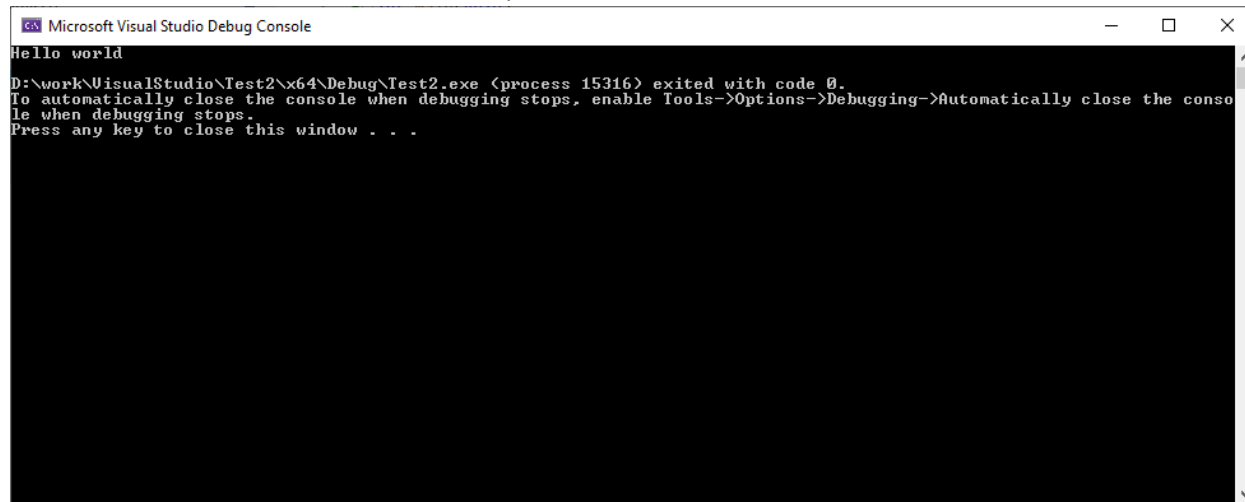 Microsoft Visual Studio Debug Console
Hello world
D:\work\VisualStudio\Test2\x64\Debug\Test2.exe (process 15316) exited with code 0.
To automatically close the console when debugging stops, enable Tools->Options->Debugging->Automatically close the conso
le when debugging stops.
Press any key to close this window . . .